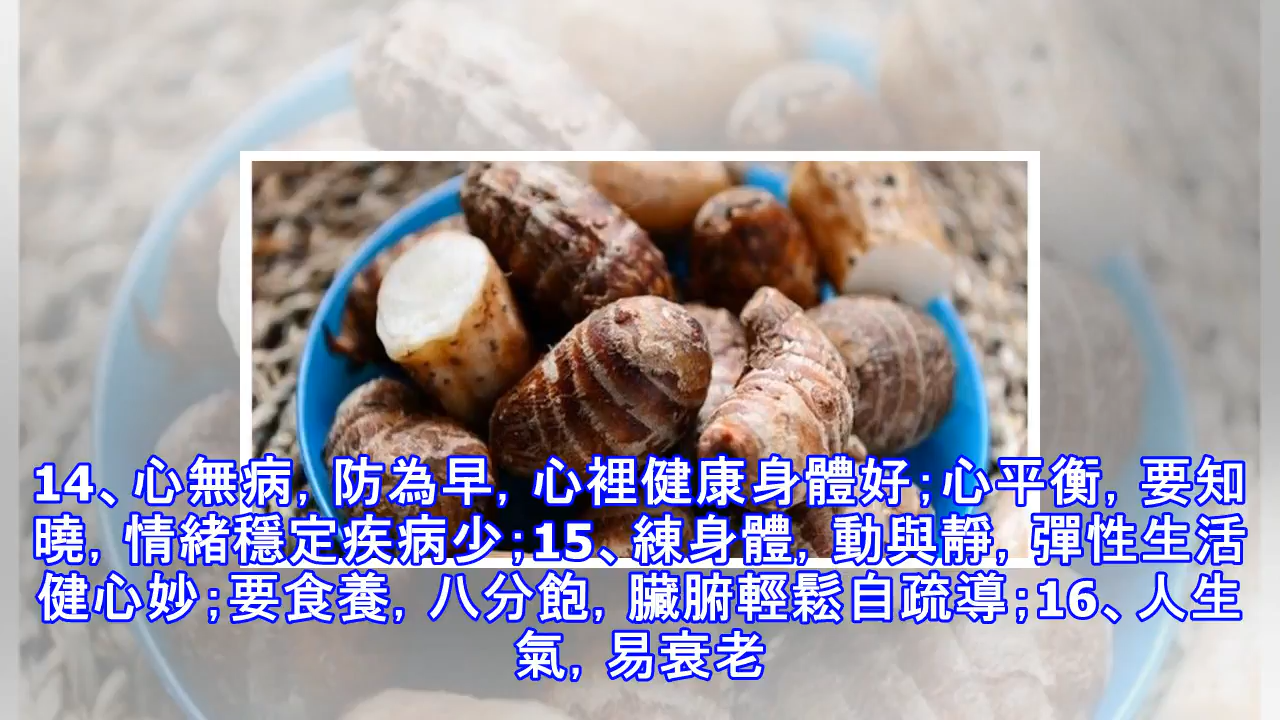 14、心無病, 防為早, 心裡健康身體好;心平衡, 要知
曉, 情緒穩定疾病少;15、練身體, 動與靜, 彈性生活
健心妙;要食養, 八分飽, 臟腑輕鬆自疏導;16、人生
氣, 易衰老